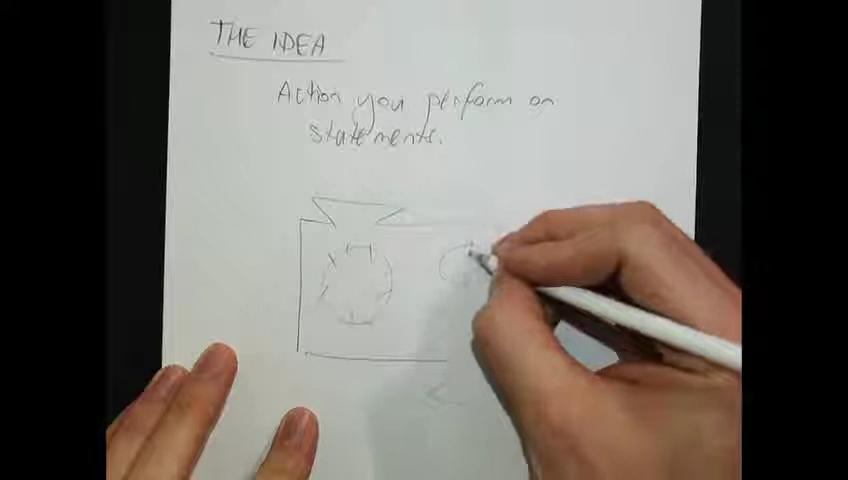 THE IDEA
Action you perform on
statements.